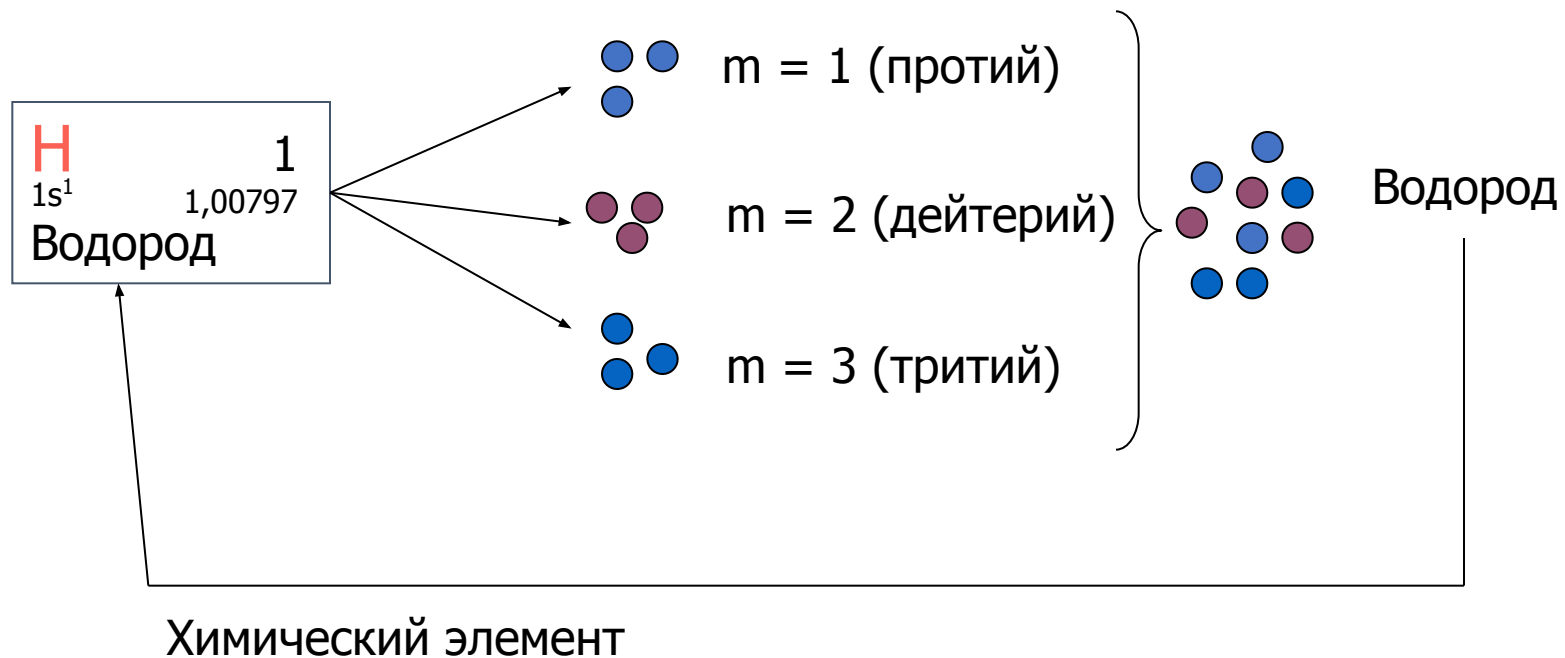 H 1
1s¹ 1,00797
Водород
m = 1 (протий)
m = 2 (дейтерий)
m = 3 (тритий)
Водород
Химический элемент